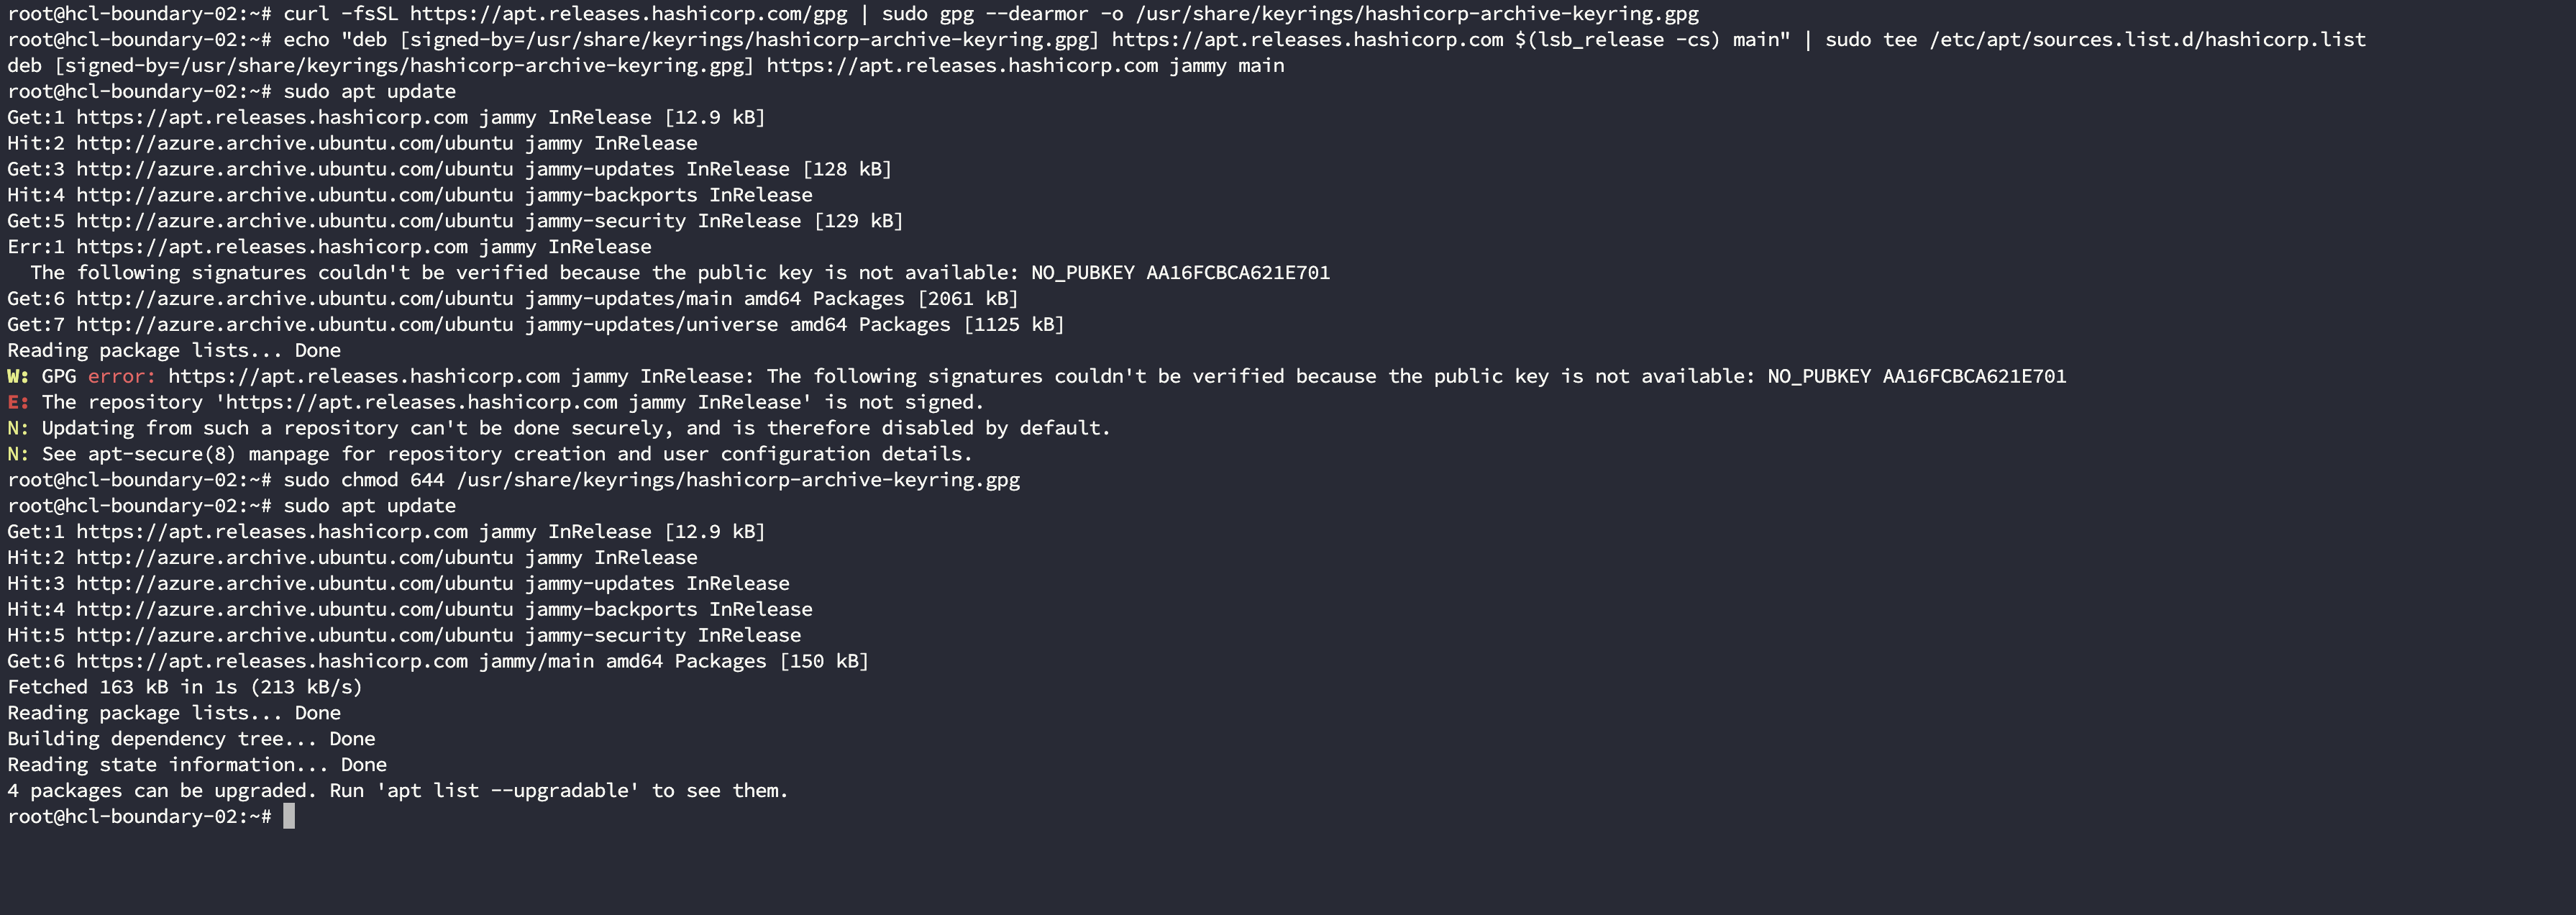 root@hcl-boundary-02:~# curl -fsSL https://apt.releases.hashicorp.com/gpg | sudo gpg --dearmor -o /usr/share/keyrings/hashicorp-archive-keyring.gpg
root@hcl-boundary-02:~# echo "deb [signed-by=/usr/share/keyrings/hashicorp-archive-keyring.gpg] https://apt.releases.hashicorp.com $(lsb_release -cs) main" | sudo tee /etc/apt/sources.list.d/hashicorp.list
deb [signed-by=/usr/share/keyrings/hashicorp-archive-keyring.gpg] https://apt.releases.hashicorp.com jammy main
root@hcl-boundary-02:~# sudo apt update
Get:1 https://apt.releases.hashicorp.com jammy InRelease [12.9 kB]
Hit:2 http://azure.archive.ubuntu.com/ubuntu jammy InRelease
Get:3 http://azure.archive.ubuntu.com/ubuntu jammy-updates InRelease [128 kB]
Hit:4 http://azure.archive.ubuntu.com/ubuntu jammy-backports InRelease
Get:5 http://azure.archive.ubuntu.com/ubuntu jammy-security InRelease [129 kB]
Err:1 https://apt.releases.hashicorp.com jammy InRelease
  The following signatures couldn't be verified because the public key is not available: NO_PUBKEY AA16FCBCA621E701
Get:6 http://azure.archive.ubuntu.com/ubuntu jammy-updates/main amd64 Packages [2061 kB]
Get:7 http://azure.archive.ubuntu.com/ubuntu jammy-updates/universe amd64 Packages [1125 kB]
Reading package lists... Done
W: GPG error: https://apt.releases.hashicorp.com jammy InRelease: The following signatures couldn't be verified because the public key is not available: NO_PUBKEY AA16FCBCA621E701
E: The repository 'https://apt.releases.hashicorp.com jammy InRelease' is not signed.
N: Updating from such a repository can't be done securely, and is therefore disabled by default.
N: See apt-secure(8) manpage for repository creation and user configuration details.
root@hcl-boundary-02:~# sudo chmod 644 /usr/share/keyrings/hashicorp-archive-keyring.gpg
root@hcl-boundary-02:~# sudo apt update
Get:1 https://apt.releases.hashicorp.com jammy InRelease [12.9 kB]
Hit:2 http://azure.archive.ubuntu.com/ubuntu jammy InRelease
Hit:3 http://azure.archive.ubuntu.com/ubuntu jammy-updates InRelease
Hit:4 http://azure.archive.ubuntu.com/ubuntu jammy-backports InRelease
Hit:5 http://azure.archive.ubuntu.com/ubuntu jammy-security InRelease
Get:6 https://apt.releases.hashicorp.com jammy/main amd64 Packages [150 kB]
Fetched 163 kB in 1s (213 kB/s)
Reading package lists... Done
Building dependency tree... Done
Reading state information... Done
4 packages can be upgraded. Run 'apt list --upgradable' to see them.
root@hcl-boundary-02:~#